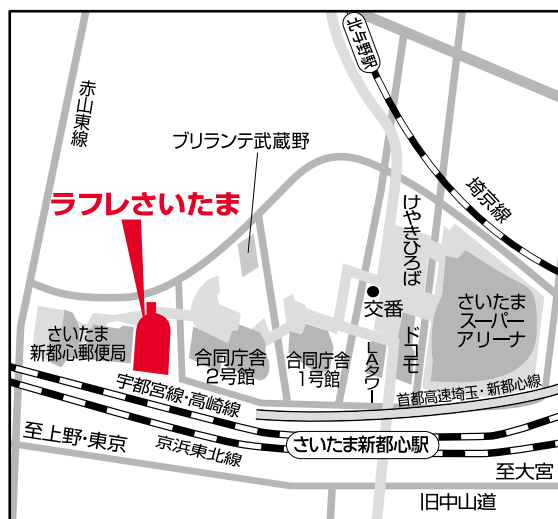 北与野駅
赤山東線
ブリランテ武蔵野
ラフレさいたま
埼京線
けやきひろば
交番
さいたま
スーパー
アリーナ
さいたま
新都心郵便局
合同庁舎
2号館
合同庁舎
1号館
LAタワー
ドコモ
宇都宮線・高崎線
首都高速埼玉・新都心線
至上野・東京
京浜東北線
さいたま新都心駅
至大宮
旧中山道